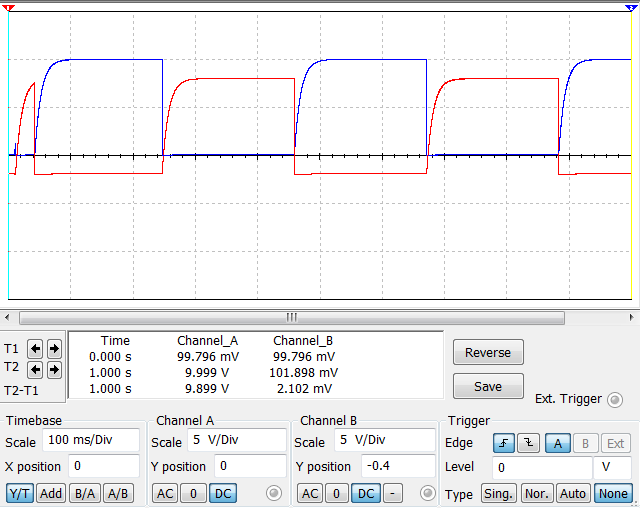 1 2
Time Channel_A Channel_B
T1 0.000 s 99.796 mV 99.796 mV
T2 1.000 s 9.999 V 101.898 mV
T2-T1 1.000 s 9.899 V 2.102 mV
Reverse
Save
Ext. Trigger
Timebase Channel A Channel B Trigger
Scale 100 ms/Div Scale 5 V/Div Scale 5 V/Div Edge A B Ext
X position 0 Y position 0 Y position -0.4 Level 0 V
Y/T Add B/A A/B AC 0 DC AC 0 DC - Type Sing. Nor. Auto None